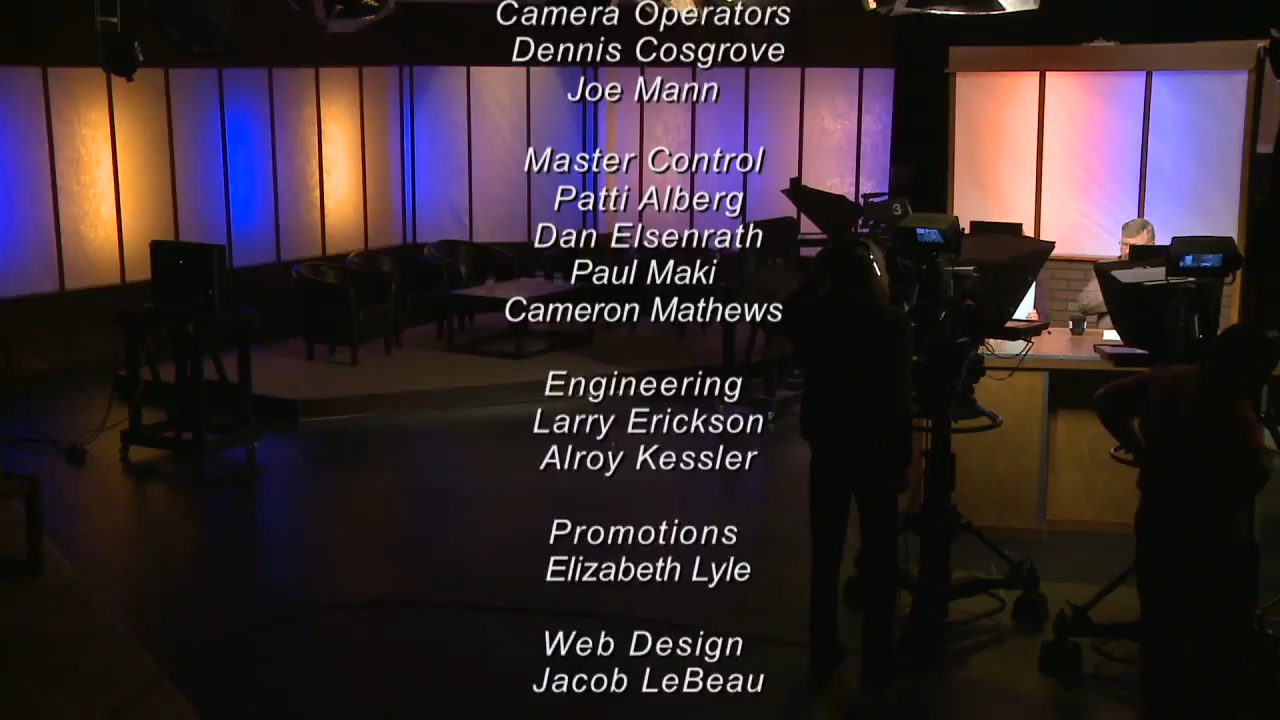 Camera Operators
Dennis Cosgrove
Joe Mann
Master Control
Patti Alberg
Dan Elsenrath
Paul Maki
Cameron Mathews
Engineering
Larry Erickson
Alroy Kessler
Promotions
Elizabeth Lyle
Web Design
Jacob LeBeau
3